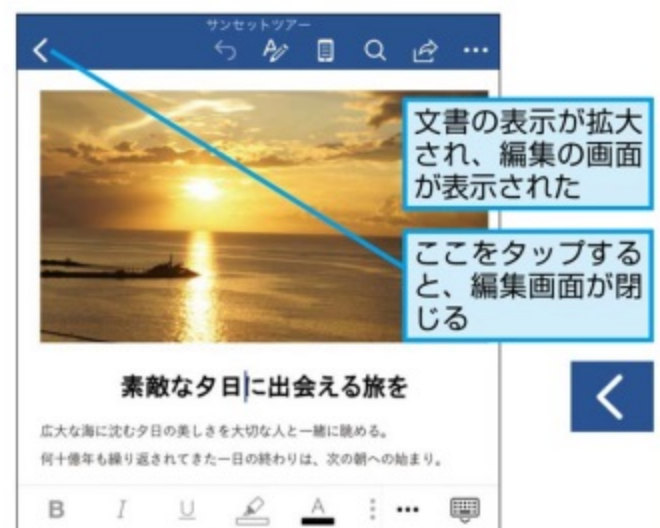 サンセットツアー
文書の表示が拡大
され、編集の画面
が表示された
ここをタップする
と、編集画面が閉
じる
素敵な夕日に出会える旅を
広大な海に沈む夕日の美しさを大切な人と一緒に眺める。
何十億年も繰り返されてきた一日の終わりは、次の朝への始まり。
B I U A